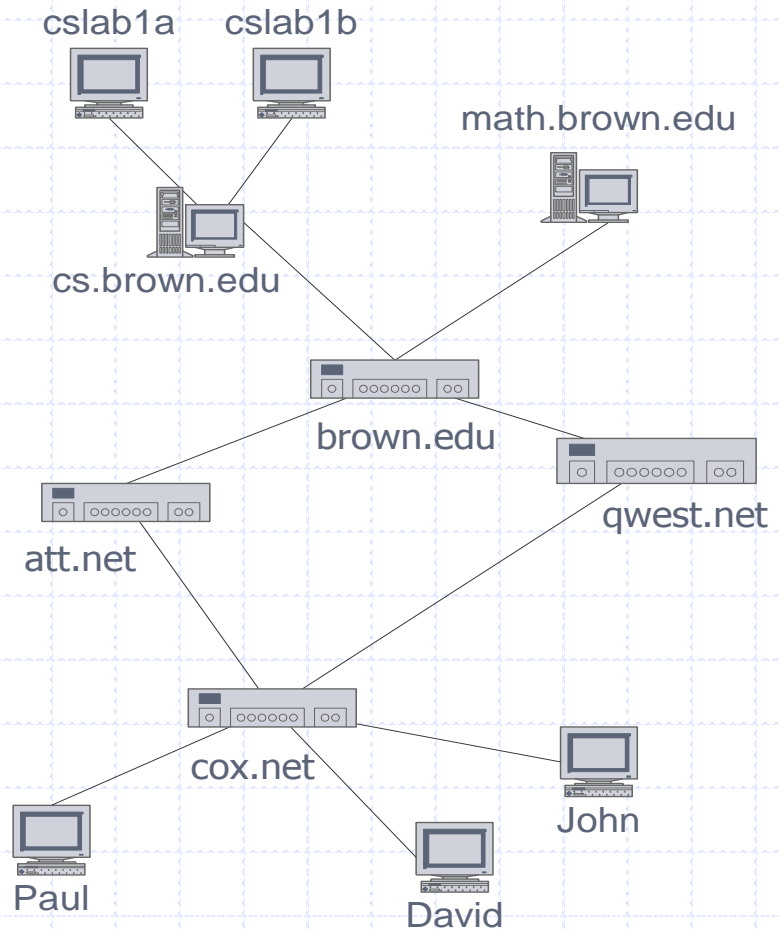 cslab1a cslab1b
math.brown.edu
cs.brown.edu
brown.edu
qwest.net
att.net
cox.net
John
Paul
David